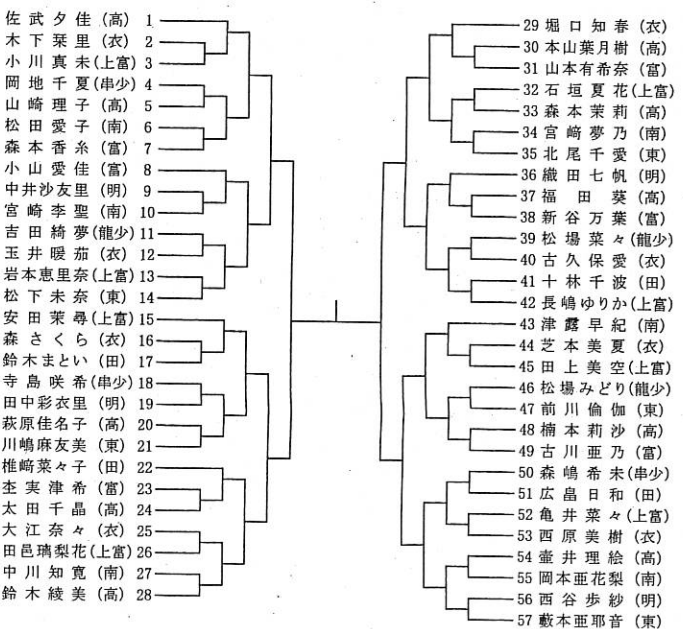 佐武夕佳(高) 1
木下栞里(衣) 2
小川真未(上富) 3
岡地千夏(串少) 4
山崎理子(高) 5
松田愛子(南) 6
森本香糸(富) 7
小山愛佳(富) 8
中井沙友里(明) 9
宮崎李聖(南) 10
吉田綺夢(龍少) 11
玉井暖茄(衣) 12
岩本恵里奈(上富) 13
松下未奈(東) 14
安田茉尋(上富) 15
森さくら(衣) 16
鈴木まとい(田) 17
寺島咲希(串少) 18
田中彩衣里(明) 19
萩原佳名子(高) 20
川嶋麻友美(東) 21
椎﨑菜々子(田) 22
杢実津希(富) 23
太田千晶(高) 24
大江奈々(衣) 25
田邑瑞梨花(上富) 26
中川知寛(南) 27
鈴木綾美(高) 28
29 堀口知春(衣)
30 本山葉月樹(高)
31 山本有希奈(富)
32 石垣夏花(上富)
33 森本茉莉(高)
34 宮﨑夢乃(南)
35 北尾千愛(東)
36 織田七帆(明)
37 福田葵(高)
38 新谷万葉(富)
39 松場菜々(龍少)
40 古久保愛(衣)
41 十林千波(田)
42 長嶋ゆりか(上富)
43 津露早紀(南)
44 芝本美夏(衣)
45 田上美空(上富)
46 松場みどり(龍少)
47 前川倫伽(東)
48 楠本莉沙(高)
49 古川亜乃(富)
50 森嶋希未(串少)
51 広畠日和(田)
52 亀井菜々(上富)
53 西原美樹(衣)
54 壷井理絵(高)
55 岡本亜花梨(南)
56 西谷歩紗(明)
57 藪本亜耶音(東)